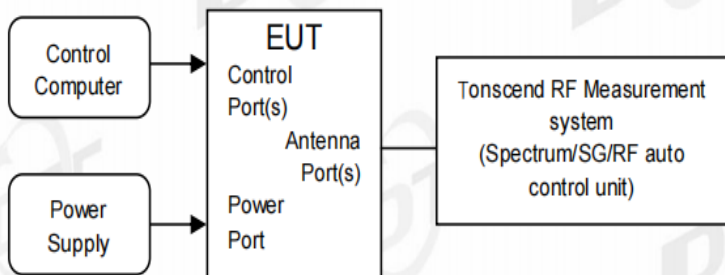 Control
Computer
EUT
Control
Port(s)
Antenna
Port(s)
Power
Port
Power
Supply
Tonscend RF Measurement
system
(Spectrum/SG/RF auto
control unit)